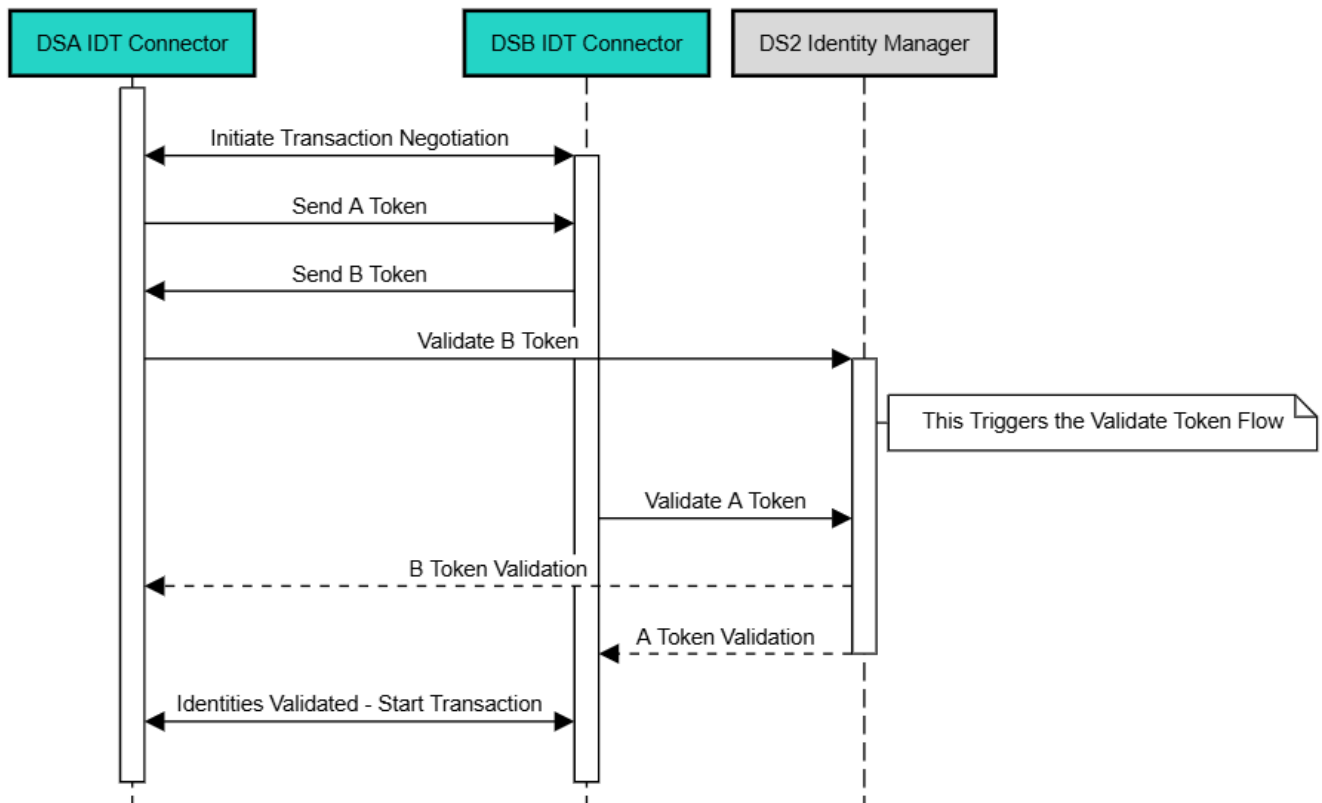 DSA IDT Connector
DSB IDT Connector
DS2 Identity Manager
Initiate Transaction Negotiation
Send A Token
Send B Token
Validate B Token
This Triggers the Validate Token Flow
Validate A Token
B Token Validation
A Token Validation
Identities Validated - Start Transaction